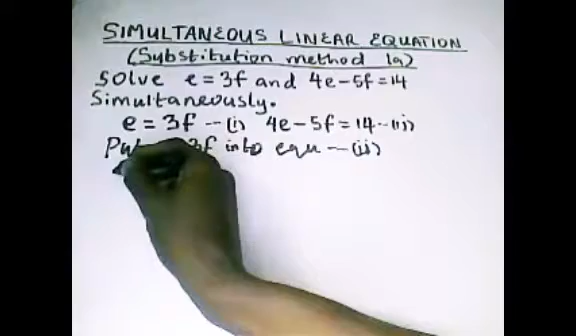 SIMULTANEOUS LINEAR EQUATION
(Substitution method 1a)
Solve e = 3f and 4e - 5f = 14
Simultaneously.
e = 3f --(i) 4e - 5f = 14 --(ii)
3f into equ --(ii)